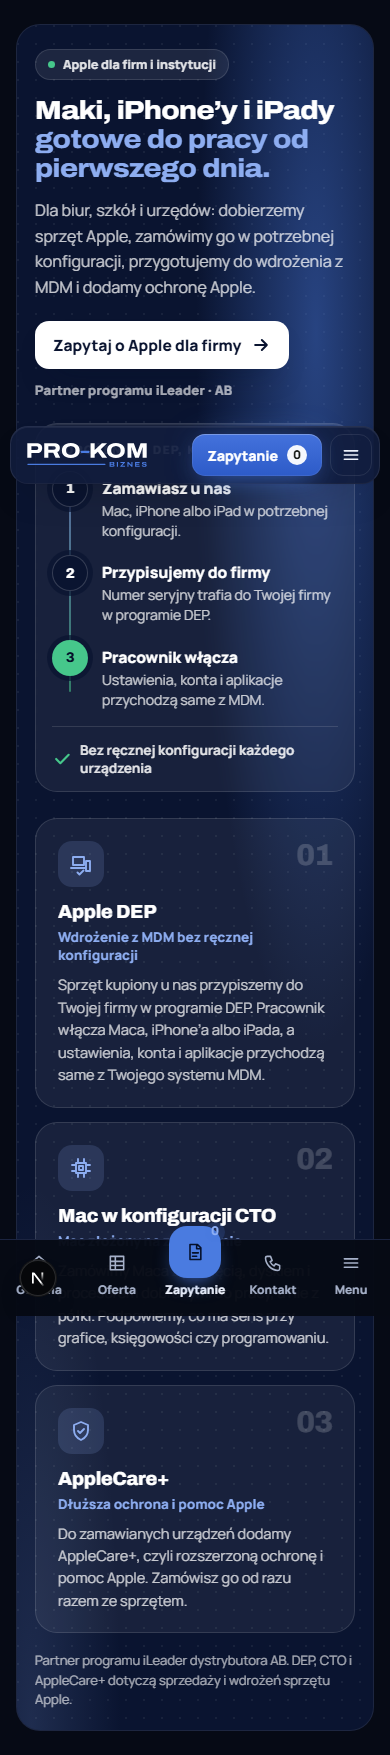 Apple dla firm i instytucji
Maki, iPhone’y i iPady
gotowe do pracy od
pierwszego dnia.
Dla biur, szkół i urzędów: dobierzemy
sprzęt Apple, zamówimy go w potrzebnej
konfiguracji, przygotujemy do wdrożenia z
MDM i dodamy ochronę Apple.
Zapytaj o Apple dla firmy →
Partner programu iLeader · AB
PRO-KOM
BIZNES
Zapytanie 0
1 Zamawiasz u nas
Mac, iPhone albo iPad w potrzebnej
konfiguracji.
2 Przypisujemy do firmy
Numer seryjny trafia do Twojej firmy
w programie DEP.
3 Pracownik włącza
Ustawienia, konta i aplikacje
przychodzą same z MDM.
Bez ręcznej konfiguracji każdego
urządzenia
01
Apple DEP
Wdrożenie z MDM bez ręcznej
konfiguracji
Sprzęt kupiony u nas przypiszemy do
Twojej firmy w programie DEP. Pracownik
włącza Maca, iPhone’a albo iPada, a
ustawienia, konta i aplikacje przychodzą
same z Twojego systemu MDM.
02
Mac w konfiguracji CTO
0
N
Oferta
Zapytanie
Kontakt
Menu
półki. Podpowiemy, co ma sens przy
grafice, księgowości czy programowaniu.
03
AppleCare+
Dłuższa ochrona i pomoc Apple
Do zamawianych urządzeń dodamy
AppleCare+, czyli rozszerzoną ochronę i
pomoc Apple. Zamówisz go od razu
razem ze sprzętem.
Partner programu iLeader dystrybutora AB. DEP, CTO i
AppleCare+ dotyczą sprzedaży i wdrożeń sprzętu
Apple.